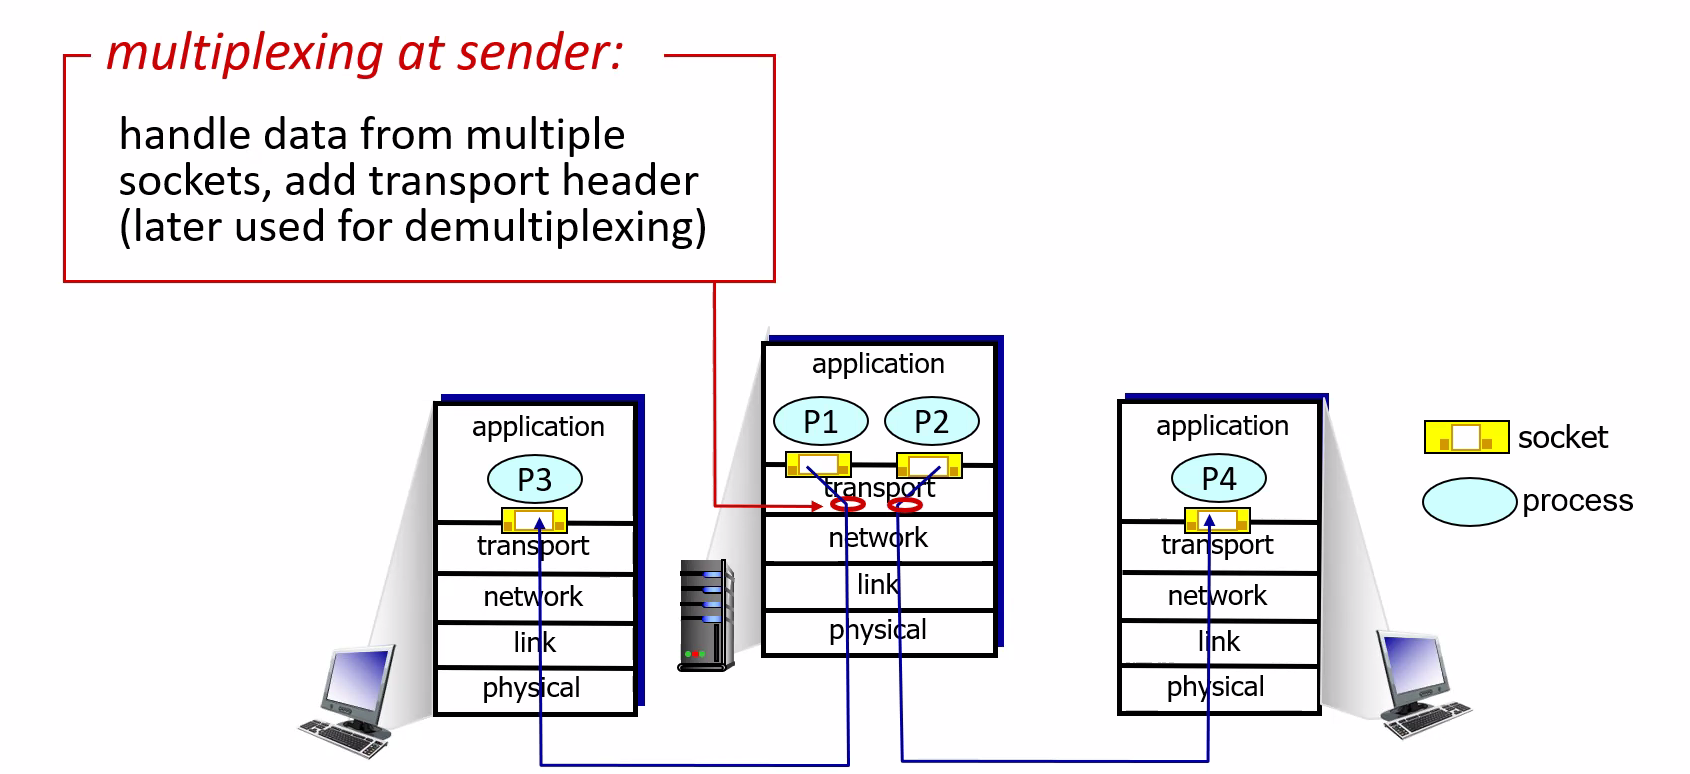 multiplexing at sender:
handle data from multiple
sockets, add transport header
(later used for demultiplexing)
application
P3
transport
network
link
physical
application
P1 P2
transport
network
link
physical
application
P4
transport
network
link
physical
socket
process